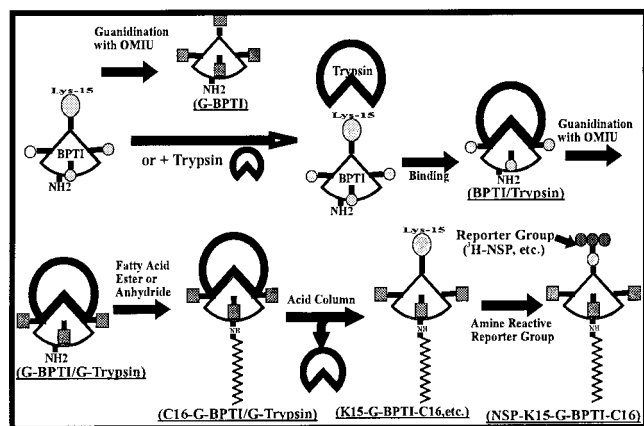 Guanidination
with OMIU
NH2
(G-BPTI)
Lys-15
BPTI
NH2
or + Trypsin
Trypsin
Lys-15
BPTI
NH2
Binding
NH2
(BPTI/Trypsin)
Guanidination
with OMIU
NH2
(G-BPTI/G-Trypsin)
Fatty Acid
Ester or
Anhydride
NH
(C16-G-BPTI/G-Trypsin)
Acid Column
Lys-15
NH
(K15-G-BPTI-C16,etc.)
Amine Reactive
Reporter Group
Reporter Group
(³H-NSP, etc.)
NH
(NSP-K15-G-BPTI-C16)